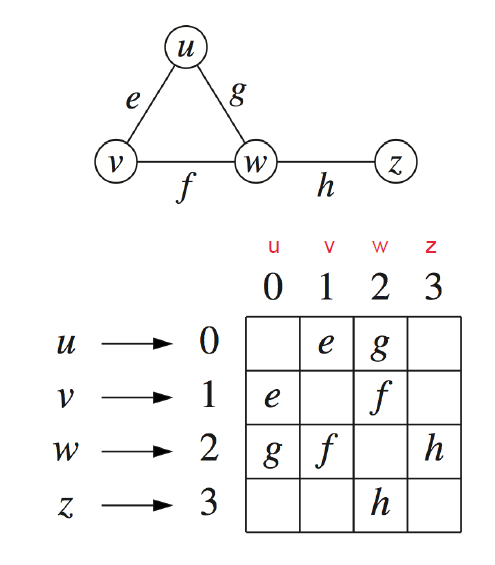 u
e g
v f w h z
u v w z
0 1 2 3
u 0 e g
v 1 e f
w 2 g f h
z 3 h